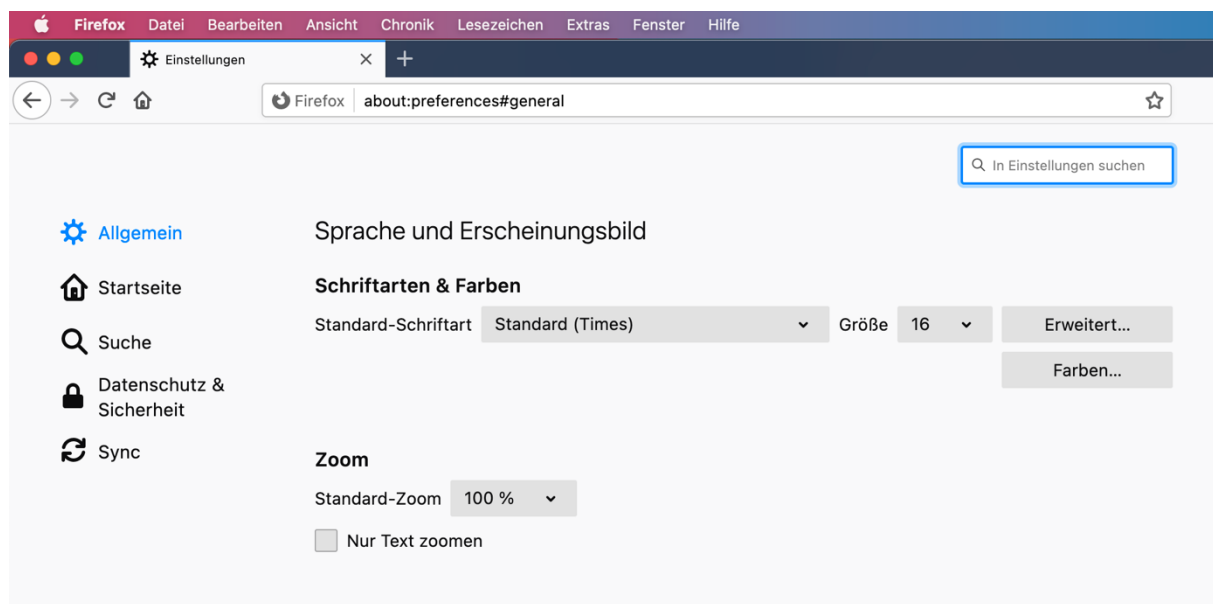 Firefox Datei Bearbeiten Ansicht Chronik Lesezeichen Extras Fenster Hilfe
Einstellungen
Firefox about:preferences#general
In Einstellungen suchen
Allgemein
Startseite
Suche
Datenschutz &
Sicherheit
Sync
Sprache und Erscheinungsbild
Schriftarten & Farben
Standard-Schriftart Standard (Times) Größe 16 Erweitert...
Farben...
Zoom
Standard-Zoom 100 %
Nur Text zoomen